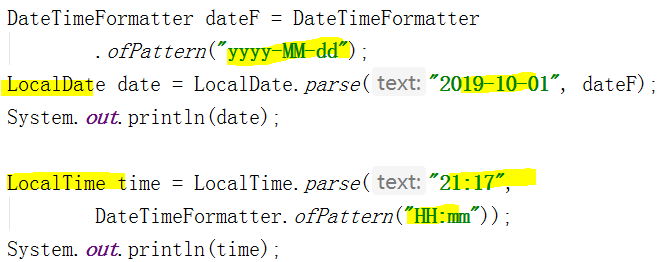 DateTimeFormatter dateF = DateTimeFormatter
.ofPattern("yyyy-MM-dd");
LocalDate date = LocalDate.parse( text: "2019-10-01", dateF);
System.out.println(date);
LocalTime time = LocalTime.parse( text: "21:17",
DateTimeFormatter.ofPattern("HH:mm"));
System.out.println(time);